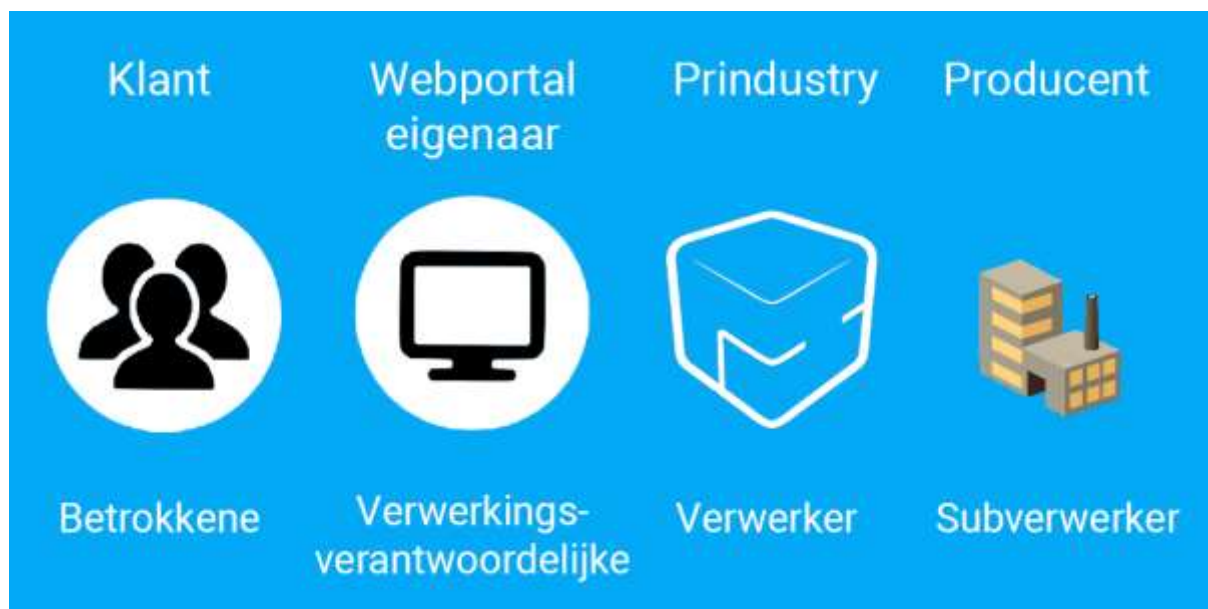 Klant
Webportal
eigenaar
Prindustry
Producent
Betrokkene
Verwerkings-
verantwoordelijke
Verwerker
Subverwerker